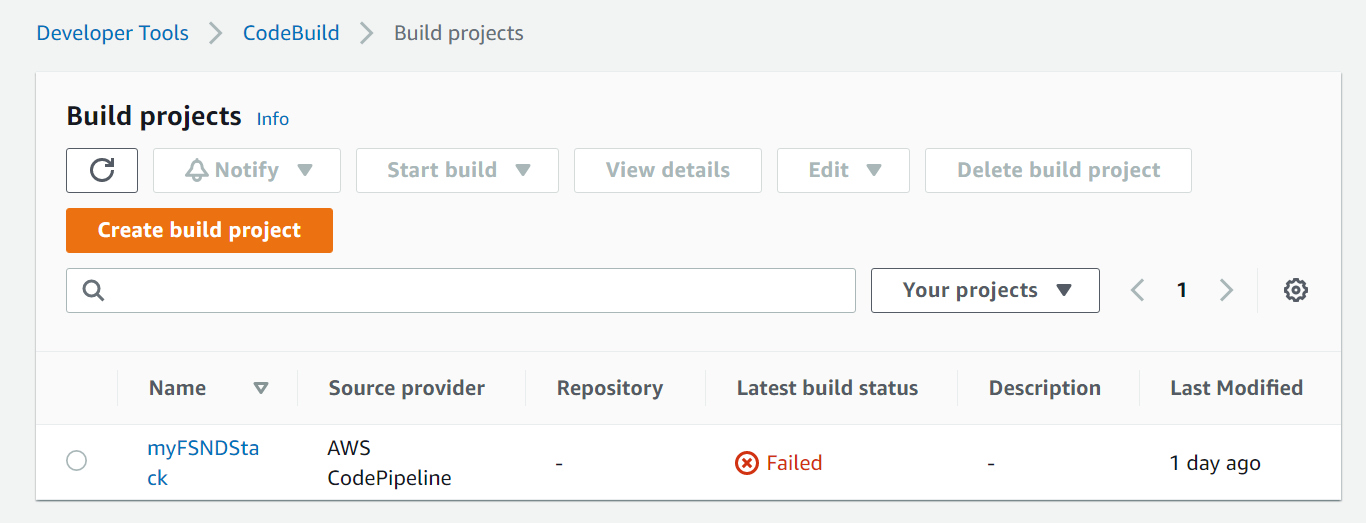 Developer Tools > CodeBuild > Build projects
Build projects Info
Notify Start build View details Edit Delete build project
Create build project
Your projects 1
Name Source provider Repository Latest build status Description Last Modified
myFSNDSta AWS
ck CodePipeline - Failed - 1 day ago